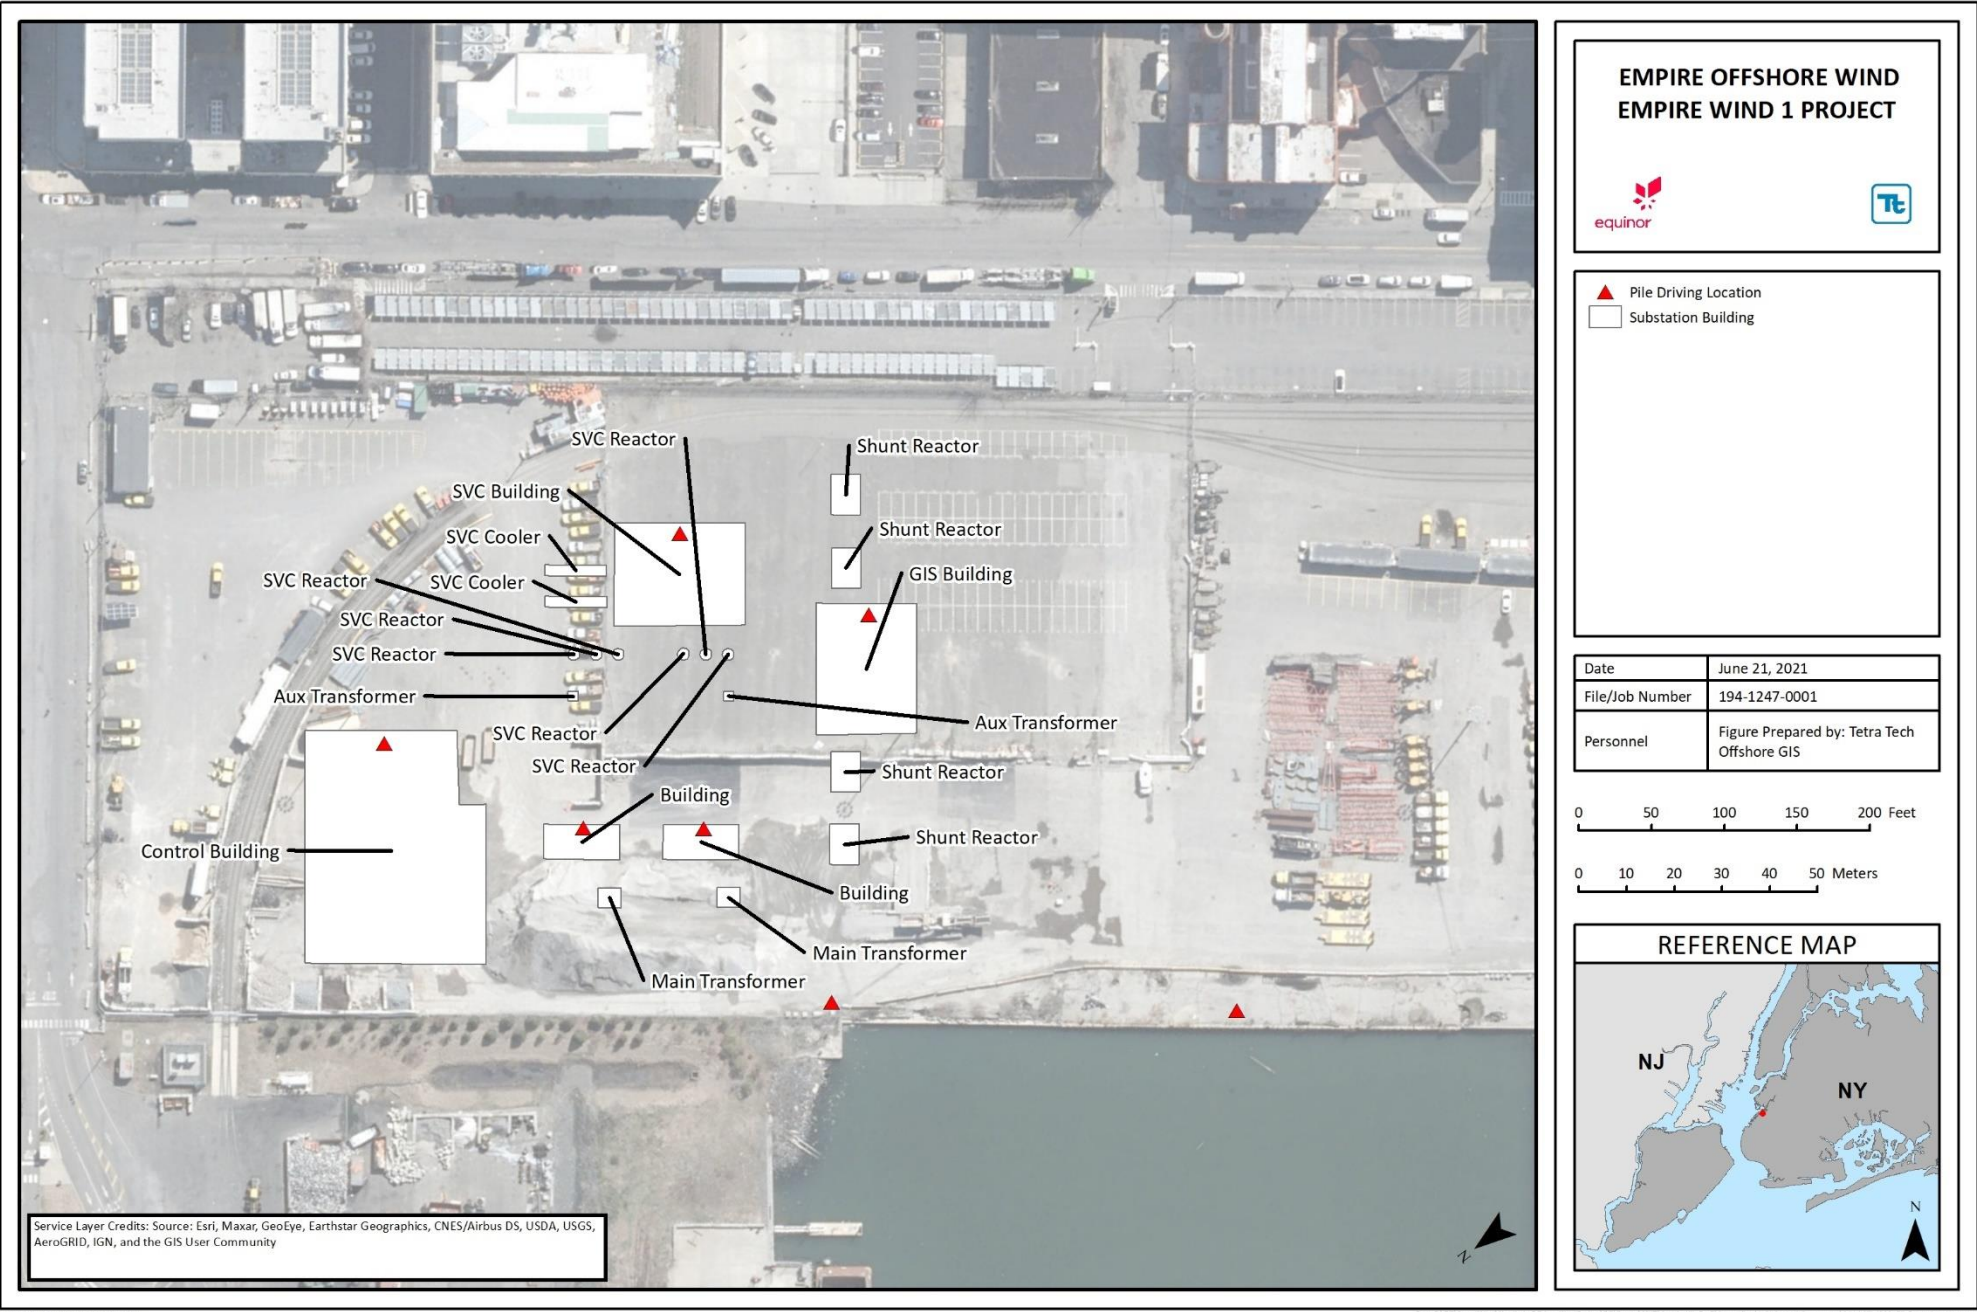 SVC Reactor
Shunt Reactor
SVC Building
Shunt Reactor
SVC Cooler
GIS Building
SVC Reactor
SVC Cooler
SVC Reactor
SVC Reactor
Aux Transformer
Aux Transformer
SVC Reactor
SVC Reactor
Shunt Reactor
Building
Shunt Reactor
Control Building
Building
Main Transformer
Main Transformer
Service Layer Credits: Source: Esri, Maxar, GeoEye, Earthstar Geographics, CNES/Airbus DS, USDA, USGS,
AeroGRID, IGN, and the GIS User Community
N
EMPIRE OFFSHORE WIND
EMPIRE WIND 1 PROJECT
equinor
Tt
Pile Driving Location
Substation Building
Date June 21, 2021
File/Job Number 194-1247-0001
Personnel Figure Prepared by: Tetra Tech
Offshore GIS
0 50 100 150 200 Feet
0 10 20 30 40 50 Meters
REFERENCE MAP
NJ
NY
N